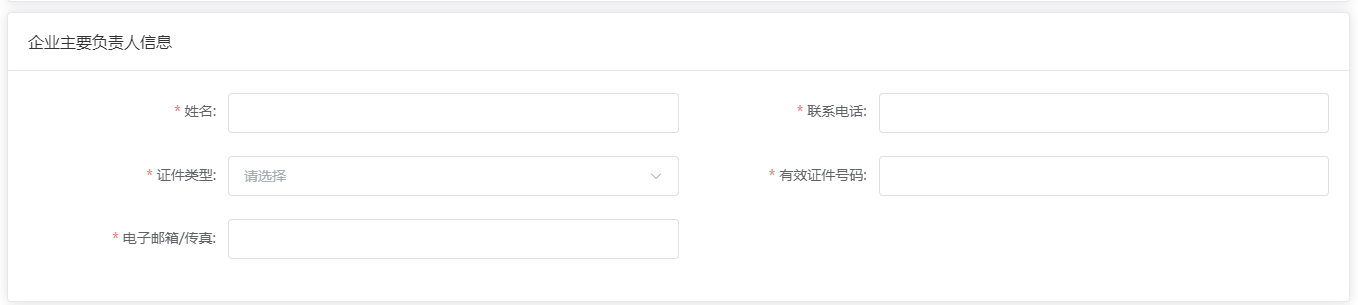 企业主要负责人信息
* 姓名:
* 联系电话:
* 证件类型: 请选择
* 有效证件号码:
* 电子邮箱/传真: